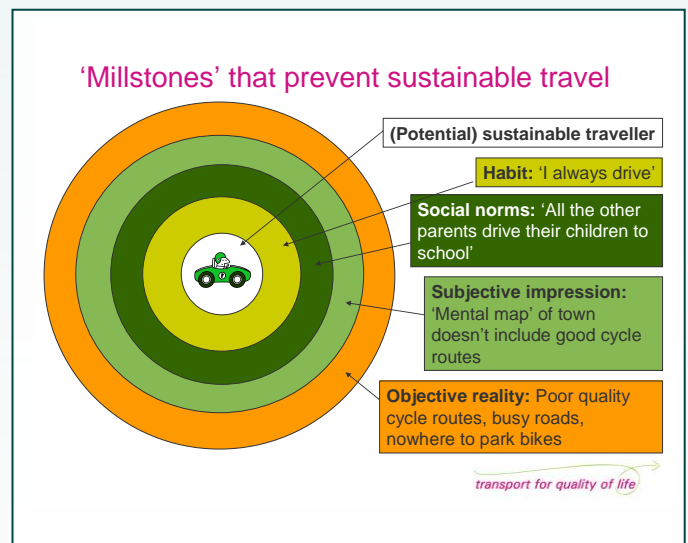 ‘Millstones’ that prevent sustainable travel
(Potential) sustainable traveller
Habit: ‘I always drive’
Social norms: ‘All the other
parents drive their children to
school’
Subjective impression:
‘Mental map’ of town
doesn’t include good cycle
routes
Objective reality: Poor quality
cycle routes, busy roads,
nowhere to park bikes
transport for quality of life